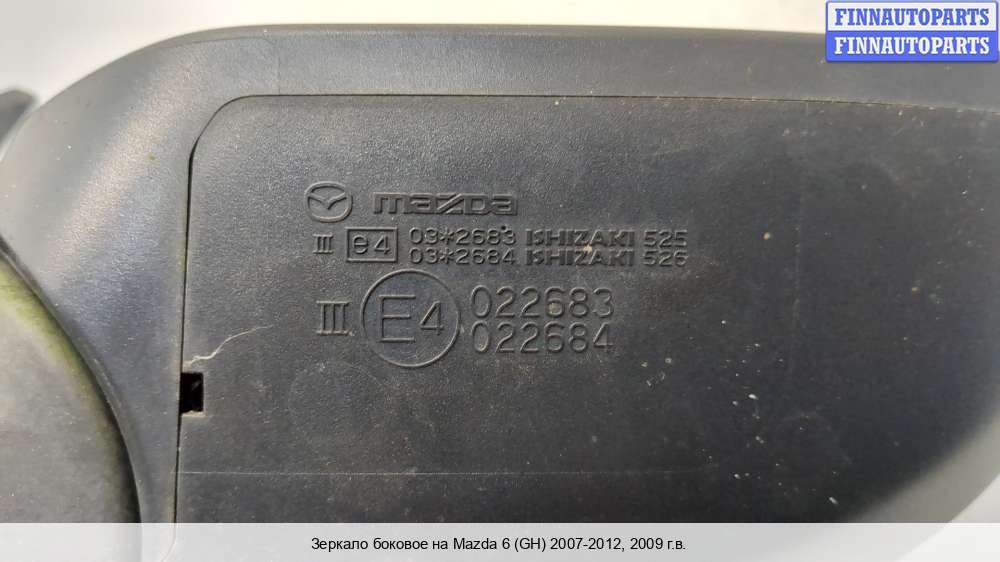 FINNAUTOPARTS
FINNAUTOPARTS
mazda
III e4 03*2683 ISHIZAKI 525
03*2684 ISHIZAKI 526
III E4 022683
022684
Зеркало боковое на Mazda 6 (GH) 2007-2012, 2009 г.в.